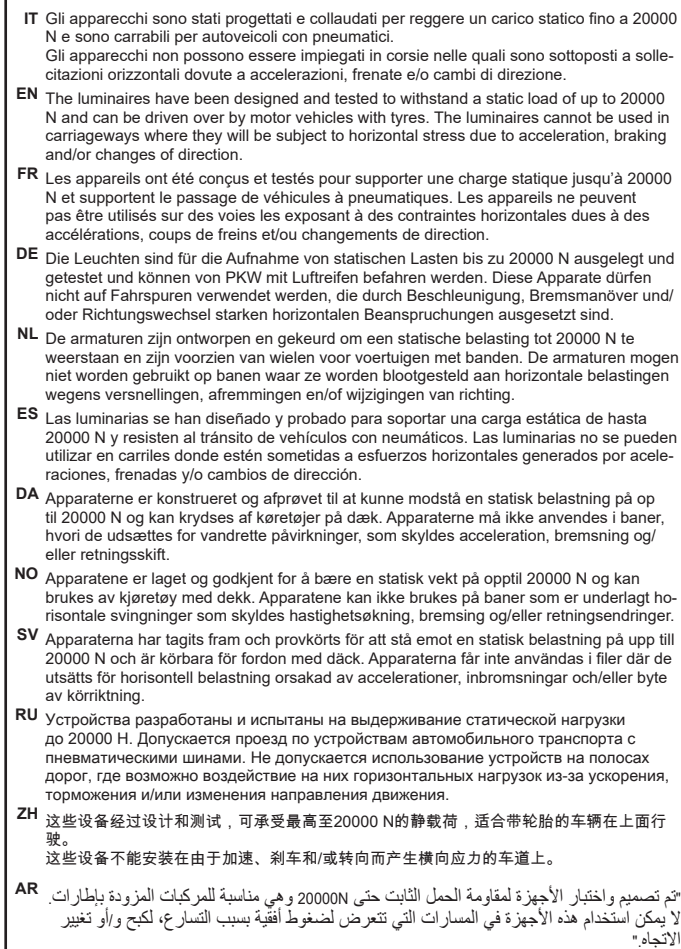 IT Gli apparecchi sono stati progettati e collaudati per reggere un carico statico fino a 20000
N e sono carrabili per autoveicoli con pneumatici.
Gli apparecchi non possono essere impiegati in corsie nelle quali sono sottoposti a solle-
citazioni orizzontali dovute a accelerazioni, frenate e/o cambi di direzione.
EN The luminaires have been designed and tested to withstand a static load of up to 20000
N and can be driven over by motor vehicles with tyres. The luminaires cannot be used in
carriageways where they will be subject to horizontal stress due to acceleration, braking
and/or changes of direction.
FR Les appareils ont été conçus et testés pour supporter une charge statique jusqu'à 20000
N et supportent le passage de véhicules à pneumatiques. Les appareils ne peuvent
pas être utilisés sur des voies les exposant à des contraintes horizontales dues à des
accélérations, coups de freins et/ou changements de direction.
DE Die Leuchten sind für die Aufnahme von statischen Lasten bis zu 20000 N ausgelegt und
getestet und können von PKW mit Luftreifen befahren werden. Diese Apparate dürfen
nicht auf Fahrspuren verwendet werden, die durch Beschleunigung, Bremsmanöver und/
oder Richtungswechsel starken horizontalen Beanspruchungen ausgesetzt sind.
NL De armaturen zijn ontworpen en gekeurd om een statische belasting tot 20000 N te
weerstaan en zijn voorzien van wielen voor voertuigen met banden. De armaturen mogen
niet worden gebruikt op banen waar ze worden blootgesteld aan horizontale belastingen
wegens versnellingen, afremmingen en/of wijzigingen van richting.
ES Las luminarias se han diseñado y probado para soportar una carga estática de hasta
20000 N y resisten al tránsito de vehículos con neumáticos. Las luminarias no se pueden
utilizar en carriles donde estén sometidas a esfuerzos horizontales generados por acele-
raciones, frenadas y/o cambios de dirección.
DA Apparaterne er konstrueret og afprøvet til at kunne modstå en statisk belastning på op
til 20000 N og kan krydses af køretøjer på dæk. Apparaterne må ikke anvendes i baner,
hvori de udsættes for vandrette påvirkninger, som skyldes acceleration, bremsning og/
eller retningsskift.
NO Apparatene er laget og godkjent for å bære en statisk vekt på opptil 20000 N og kan
brukes av kjøretøy med dekk. Apparatene kan ikke brukes på baner som er underlagt ho-
risontale svingninger som skyldes hastighetsøkning, bremsing og/eller retningsendringer.
SV Apparaterna har tagits fram och provkörts för att stå emot en statisk belastning på upp till
20000 N och är körbara för fordon med däck. Apparaterna får inte användas i filer där de
utsätts för horisontell belastning orsakad av accelerationer, inbromsningar och/eller byte
av körriktning.
RU Устройства разработаны и испытаны на выдерживание статической нагрузки
до 20000 Н. Допускается проезд по устройствам автомобильного транспорта с
пневматическими шинами. Не допускается использование устройств на полосах
дорог, где возможно воздействие на них горизонтальных нагрузок из-за ускорения,
торможения и/или изменения направления движения.
ZH 这些设备经过设计和测试，可承受最高至20000 N的静载荷，适合带轮胎的车辆在上面行
驶。
这些设备不能安装在由于加速、刹车和/或转向而产生横向应力的车道上。
AR "تم تصميم واختبار الأجهزة لمقاومة الحمل الثابت حتى 20000N وهي مناسبة للمركبات المزودة بإطارات.
لا يمكن استخدام هذه الأجهزة في المسارات التي تتعرض لضغوط أفقية بسبب التسارع، لكبح و/أو تغيير
الاتجاه."